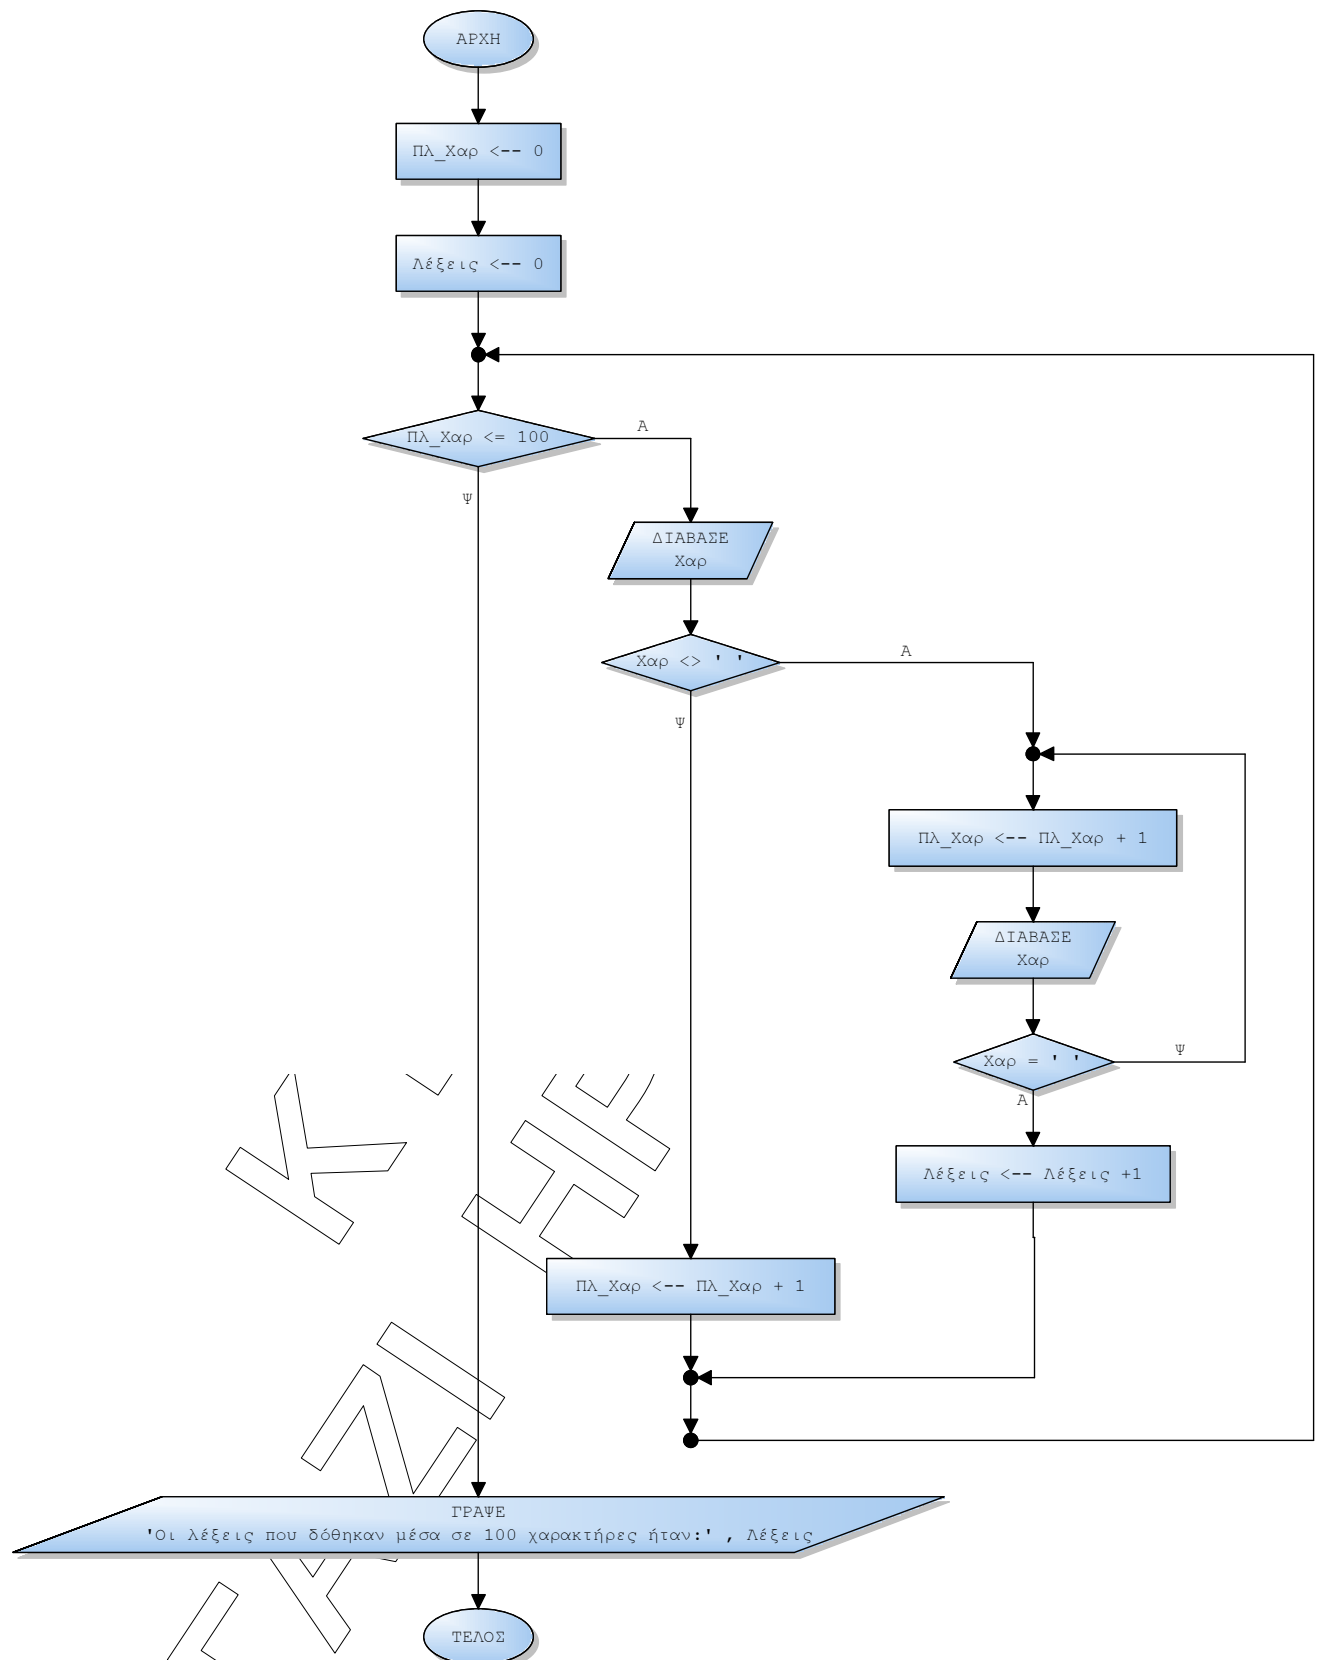 ΑΡΧΗ
Πλ_Χαρ <-- 0
Λέξεις <-- 0
Πλ_Χαρ <= 100
Α
Ψ
ΔΙΑΒΑΣΕ
Χαρ
Χαρ <> ' '
Α
Ψ
Πλ_Χαρ <-- Πλ_Χαρ + 1
ΔΙΑΒΑΣΕ
Χαρ
Χαρ = ' '
Ψ
Α
Λέξεις <-- Λέξεις +1
Πλ_Χαρ <-- Πλ_Χαρ + 1
ΓΡΑΨΕ
'Οι λέξεις που δόθηκαν μέσα σε 100 χαρακτήρες ήταν:' , Λέξεις
ΤΕΛΟΣ